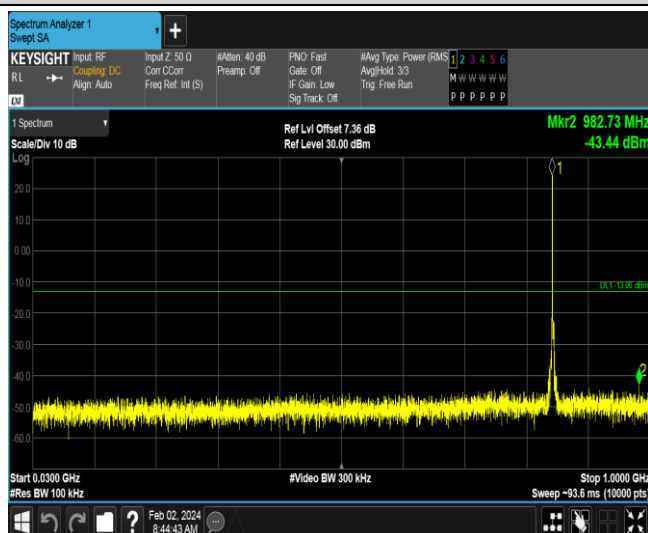 Spectrum Analyzer 1
Swept SA
+
KEYSIGHT
RL
LXI
Input: RF
Coupling: DC
Align: Auto
Input Z: 50 Ω
Corr CCorr
Freq Ref: Int (S)
#Atten: 40 dB
Preamp: Off
PNO: Fast
Gate: Off
IF Gain: Low
Sig Track: Off
#Avg Type: Power (RMS
Avg|Hold: 3/3
Trig: Free Run
1 2 3 4 5 6
M W W W W W
P P P P P P
1 Spectrum
Scale/Div 10 dB
Ref Lvl Offset 7.36 dB
Ref Level 30.00 dBm
Mkr2 982.73 MHz
-43.44 dBm
Log
1
20.0
10.0
0.00
-10.0
DL1 -13.00 dBm
-20.0
-30.0
-40.0
2
-50.0
-60.0
Start 0.0300 GHz
#Res BW 100 kHz
#Video BW 300 kHz
Stop 1.0000 GHz
Sweep ~93.6 ms (10000 pts)
?
Feb 02, 2024
8:44:43 AM